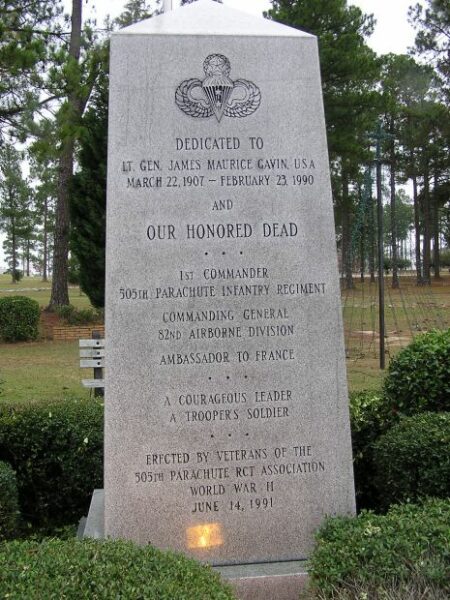 DEDICATED TO
LT. GEN. JAMES MAURICE GAVIN, USA
MARCH 22, 1907 – FEBRUARY 23, 1990
AND
OUR HONORED DEAD
1ST COMMANDER
505TH PARACHUTE INFANTRY REGIMENT
COMMANDING GENERAL
82ND AIRBORNE DIVISION
AMBASSADOR TO FRANCE
A COURAGEOUS LEADER
A TROOPER'S SOLDIER
ERECTED BY VETERANS OF THE
505TH PARACHUTE RCT ASSOCIATION
WORLD WAR II
JUNE 14, 1991